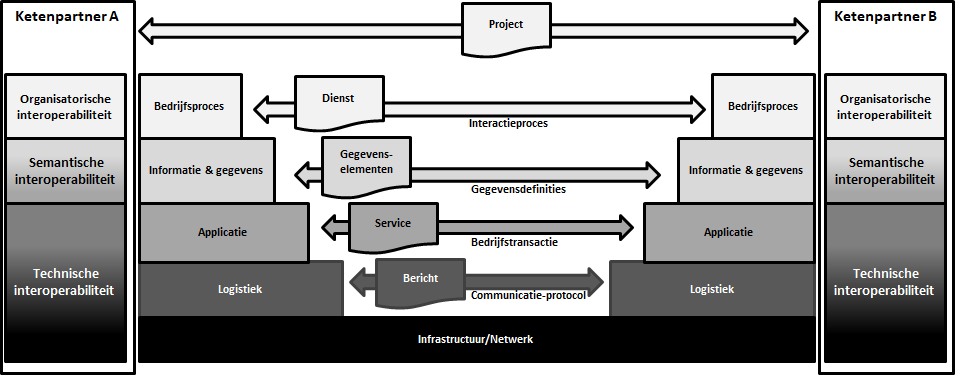 Ketenpartner A
Project
Ketenpartner B
Organisatorische
interoperabiliteit
Bedrijfsproces
Dienst
Interactieproces
Bedrijfsproces
Organisatorische
interoperabiliteit
Semantische
interoperabiliteit
Informatie & gegevens
Gegevens-
elementen
Gegevensdefinities
Informatie & gegevens
Semantische
interoperabiliteit
Technische
interoperabiliteit
Applicatie
Service
Bedrijfstransactie
Applicatie
Logistiek
Bericht
Communicatie-protocol
Logistiek
Technische
interoperabiliteit
Infrastuctuur/Netwerk